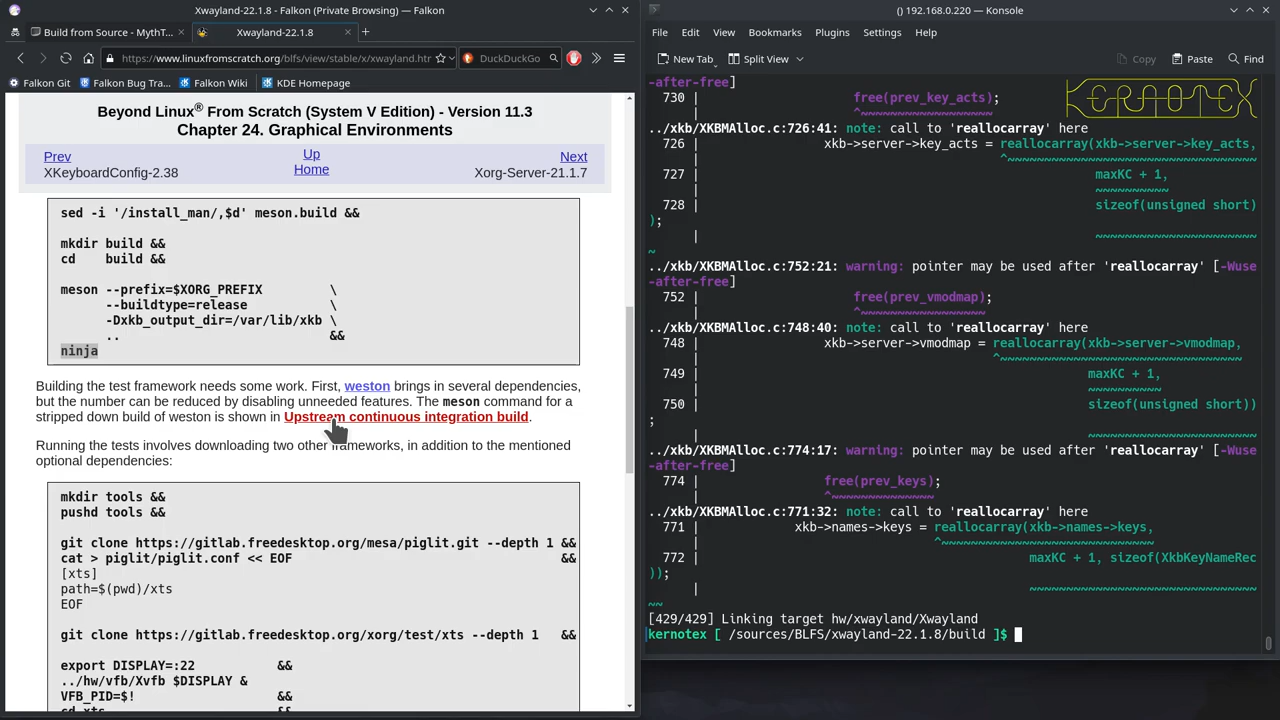 Xwayland-22.1.8 - Falkon (Private Browsing) — Falkon
Build from Source - MythT...
Xwayland-22.1.8
https://www.linuxfromscratch.org/blfs/view/stable/x/xwayland.htr
DuckDuckGo
Falkon Git
Falkon Bug Tra...
Falkon Wiki
KDE Homepage
Beyond Linux® From Scratch (System V Edition) - Version 11.3
Chapter 24. Graphical Environments
Prev
Up
Next
XKeyboardConfig-2.38
Home
Xorg-Server-21.1.7
sed -i '/install_man/,$d' meson.build &&
mkdir build &&
cd    build &&
meson --prefix=$XORG_PREFIX         \
--buildtype=release           \
-Dxkb_output_dir=/var/lib/xkb \
..                            &&
ninja
Building the test framework needs some work. First, weston brings in several dependencies,
but the number can be reduced by disabling unneeded features. The meson command for a
stripped down build of weston is shown in Upstream continuous integration build.
Running the tests involves downloading two other frameworks, in addition to the mentioned
optional dependencies:
mkdir tools &&
pushd tools &&
git clone https://gitlab.freedesktop.org/mesa/piglit.git --depth 1 &&
cat > piglit/piglit.conf << EOF                                    &&
[xts]
path=$(pwd)/xts
EOF
git clone https://gitlab.freedesktop.org/xorg/test/xts --depth 1   &&
export DISPLAY=:22           &&
../hw/vfb/Xvfb $DISPLAY &
VFB_PID=$!                   &&
cd xts                       &&
() 192.168.0.220 — Konsole
File Edit View Bookmarks Plugins Settings Help
New Tab
Split View
Copy
Paste
Find
KERNOTEX
-after-free]
730 |                     free(prev_key_acts);
|                     ^~~~~~~~~~~~~~~~~~~
../xkb/XKBMAlloc.c:726:41: note: call to 'reallocarray' here
726 |                 xkb->server->key_acts = reallocarray(xkb->server->key_acts,
|                                         ^~~~~~~~~~~~~~~~~~~~~~~~~~~~~~~~~~~
727 |                                                      maxKC + 1,
|                                                      ~~~~~~~~~~
728 |                                                      sizeof(unsigned short)
);
|                                                      ~~~~~~~~~~~~~~~~~~~~~~
~
../xkb/XKBMAlloc.c:752:21: warning: pointer may be used after 'reallocarray' [-Wuse
-after-free]
752 |                     free(prev_vmodmap);
|                     ^~~~~~~~~~~~~~~~~~
../xkb/XKBMAlloc.c:748:40: note: call to 'reallocarray' here
748 |                 xkb->server->vmodmap = reallocarray(xkb->server->vmodmap,
|                                        ^~~~~~~~~~~~~~~~~~~~~~~~~~~~~~~~~~
749 |                                                     maxKC + 1,
|                                                     ~~~~~~~~~~
750 |                                                     sizeof(unsigned short))
;
|                                                     ~~~~~~~~~~~~~~~~~~~~~~~
../xkb/XKBMAlloc.c:774:17: warning: pointer may be used after 'reallocarray' [-Wuse
-after-free]
774 |                 free(prev_keys);
|                 ^~~~~~~~~~~~~~~
../xkb/XKBMAlloc.c:771:32: note: call to 'reallocarray' here
771 |             xkb->names->keys = reallocarray(xkb->names->keys,
|                                ^~~~~~~~~~~~~~~~~~~~~~~~~~~~~~
772 |                                             maxKC + 1, sizeof(XkbKeyNameRec
));
|                                             ~~~~~~~~~~~~~~~~~~~~~~~~~~~~~~~
~~
[429/429] Linking target hw/xwayland/Xwayland
kernotex [ /sources/BLFS/xwayland-22.1.8/build ]$